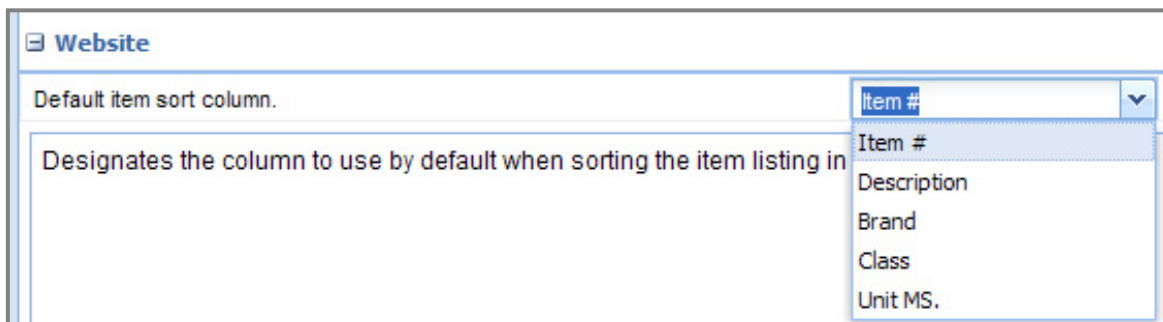 Website
Default item sort column.
Item #
Item #
Designates the column to use by default when sorting the item listing in
Description
Brand
Class
Unit MS.